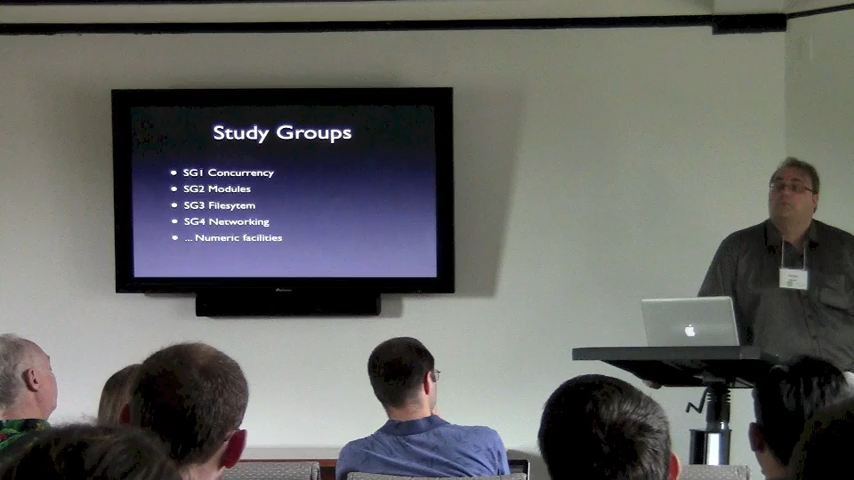 Study Groups
• SG1 Concurrency
• SG2 Modules
• SG3 Filesytem
• SG4 Networking
• ... Numeric facilities